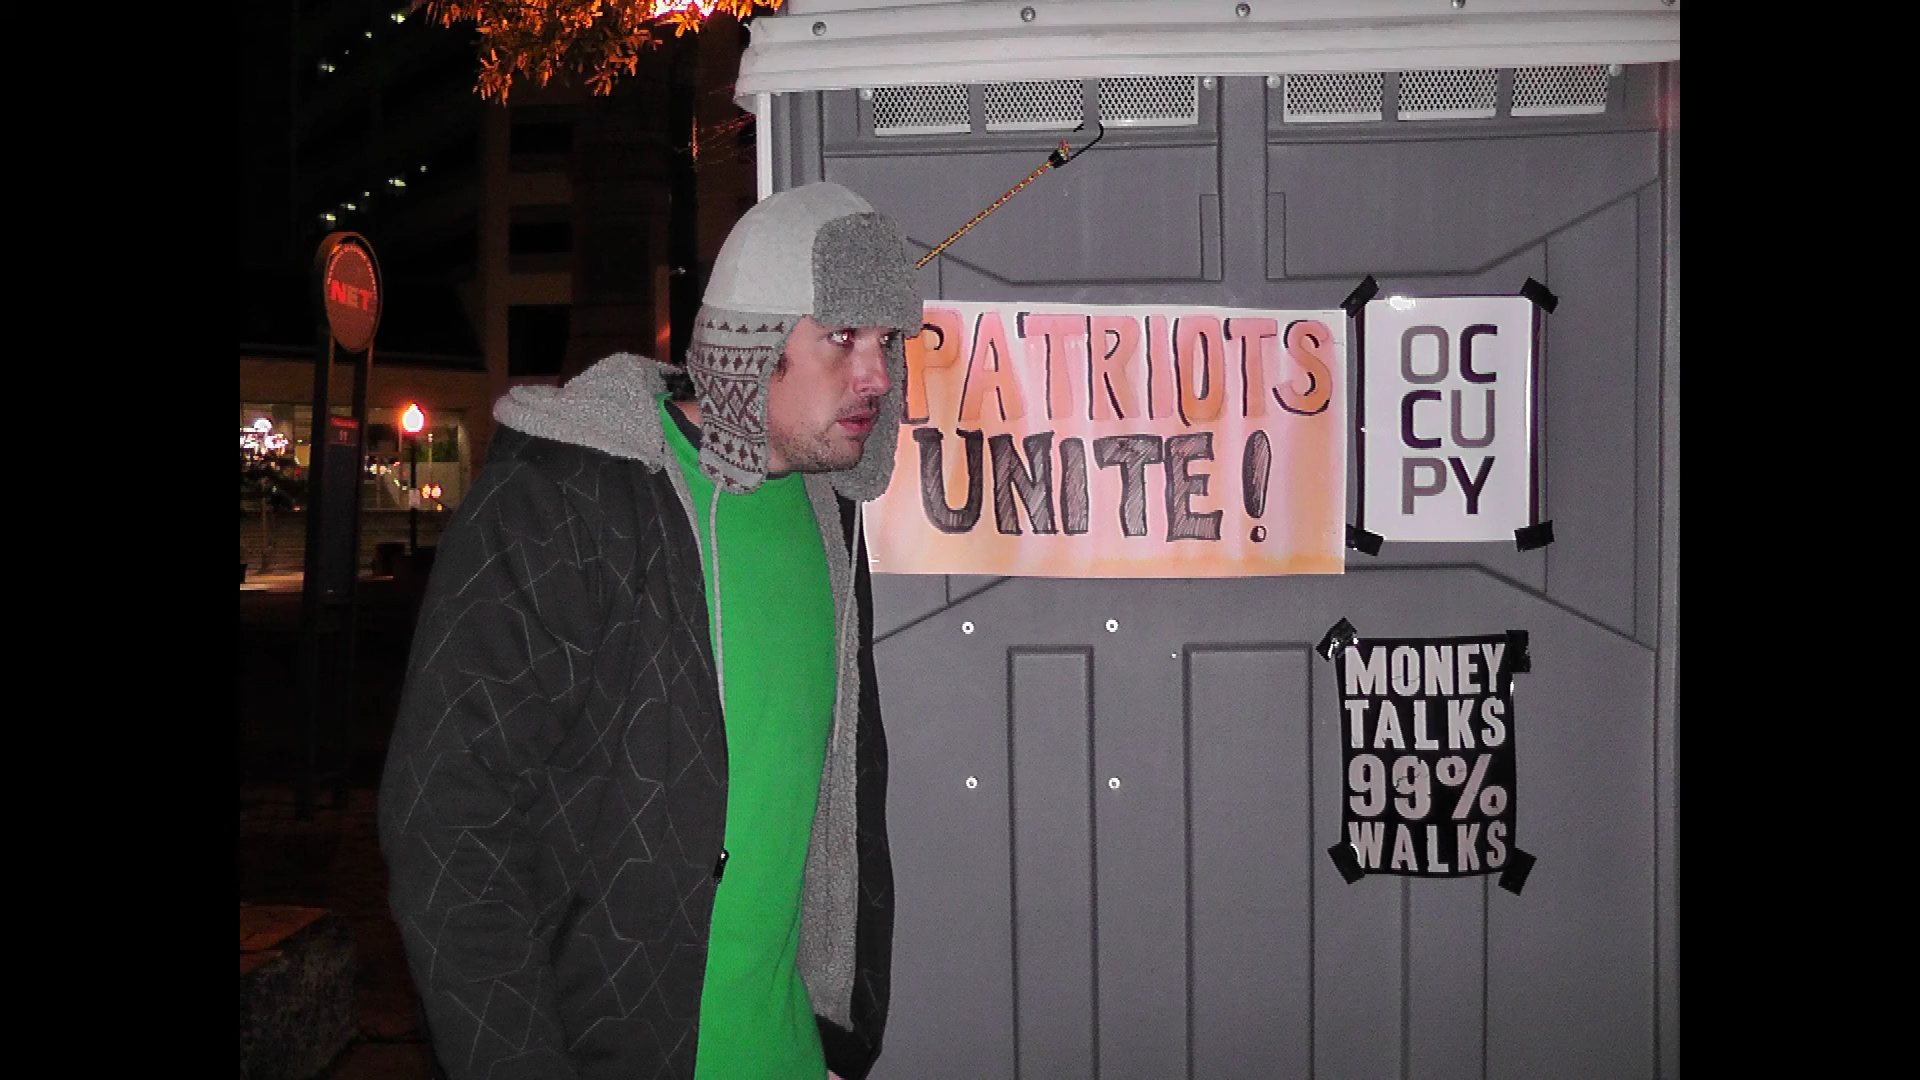 NET
PATRIOTS
UNITE!
OC
CU
PY
MONEY
TALKS
99%
WALKS